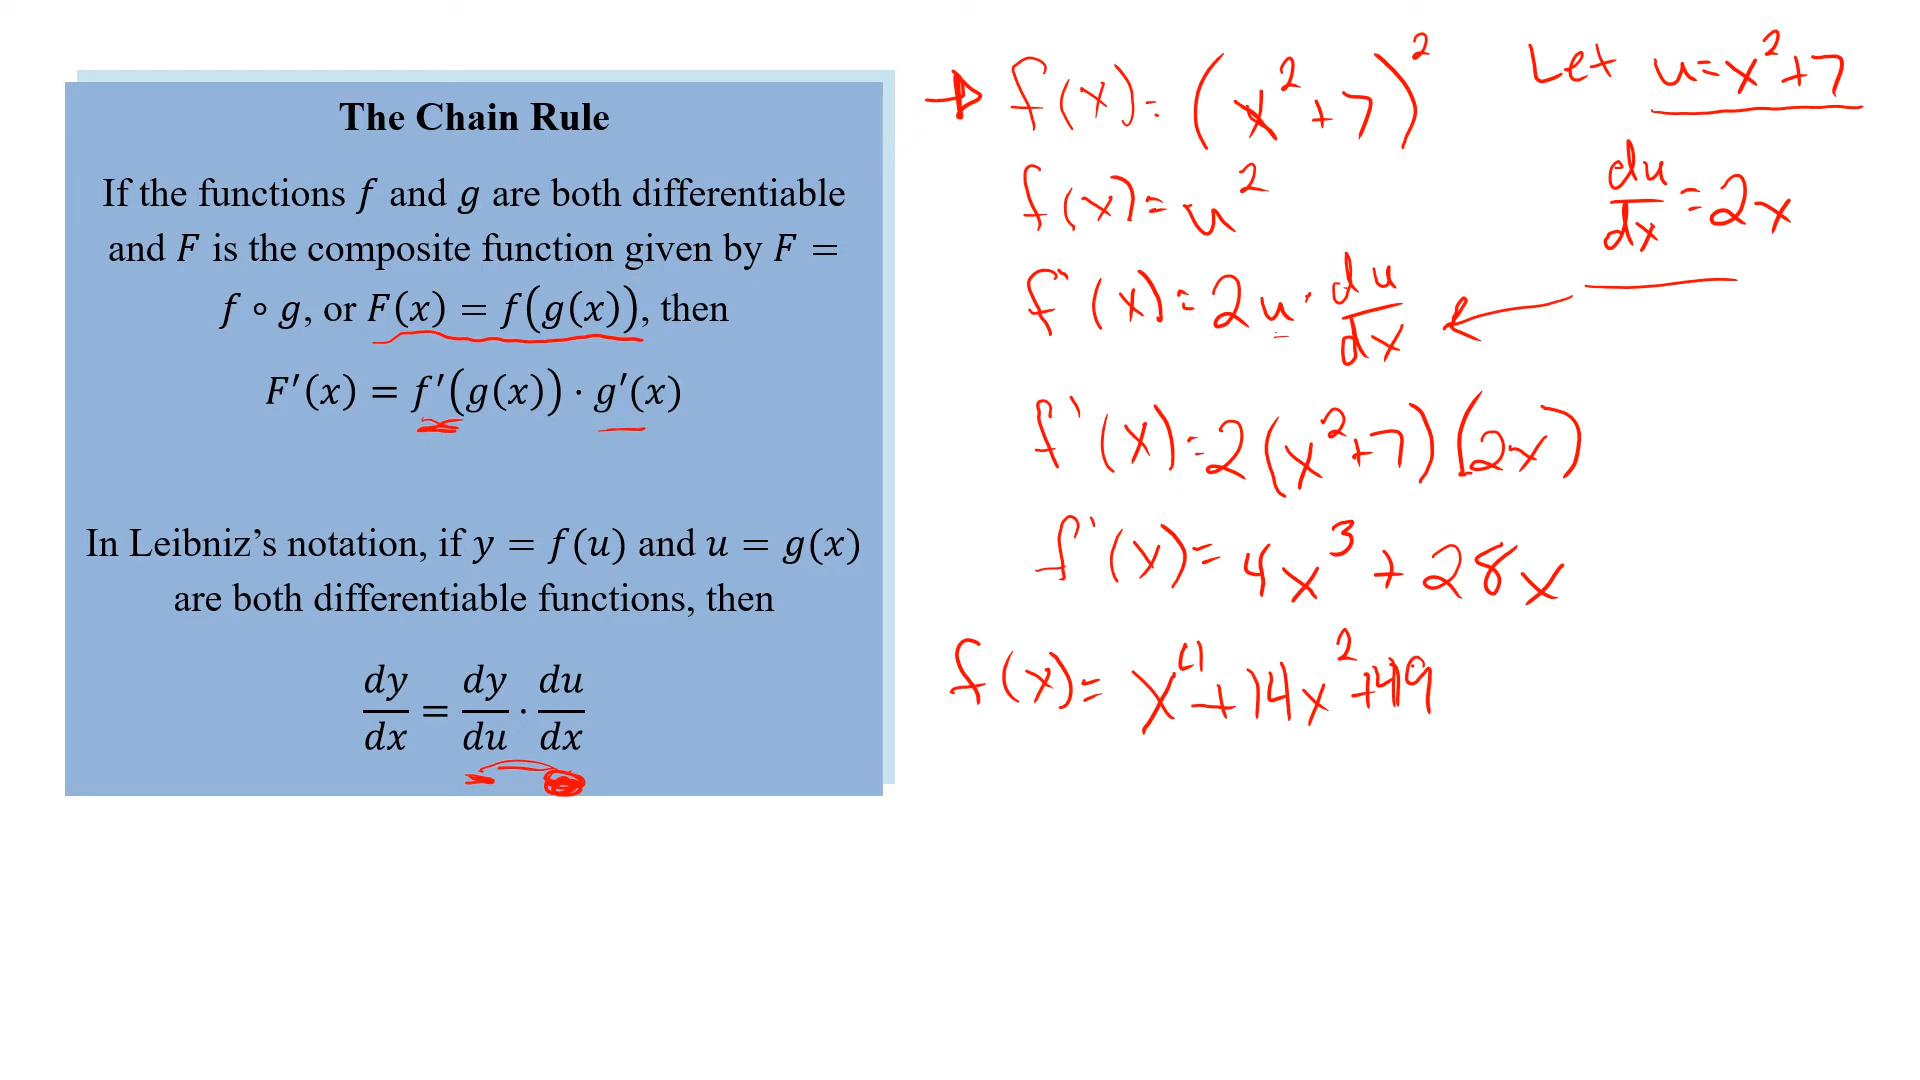 The Chain Rule
If the functions f and g are both differentiable
and F is the composite function given by F =
f ∘ g, or F(x) = f(g(x)), then
F′(x) = f′(g(x)) · g′(x)
In Leibniz’s notation, if y = f(u) and u = g(x)
are both differentiable functions, then
dy/dx = dy/du · du/dx
f(x) = (x²+7)²
Let u=x²+7
du/dx = 2x
f(x) = u²
f'(x) = 2u · du/dx
f'(x) = 2(x²+7)(2x)
f'(x) = 4x³ + 28x
f(x) = x⁴+14x²+49